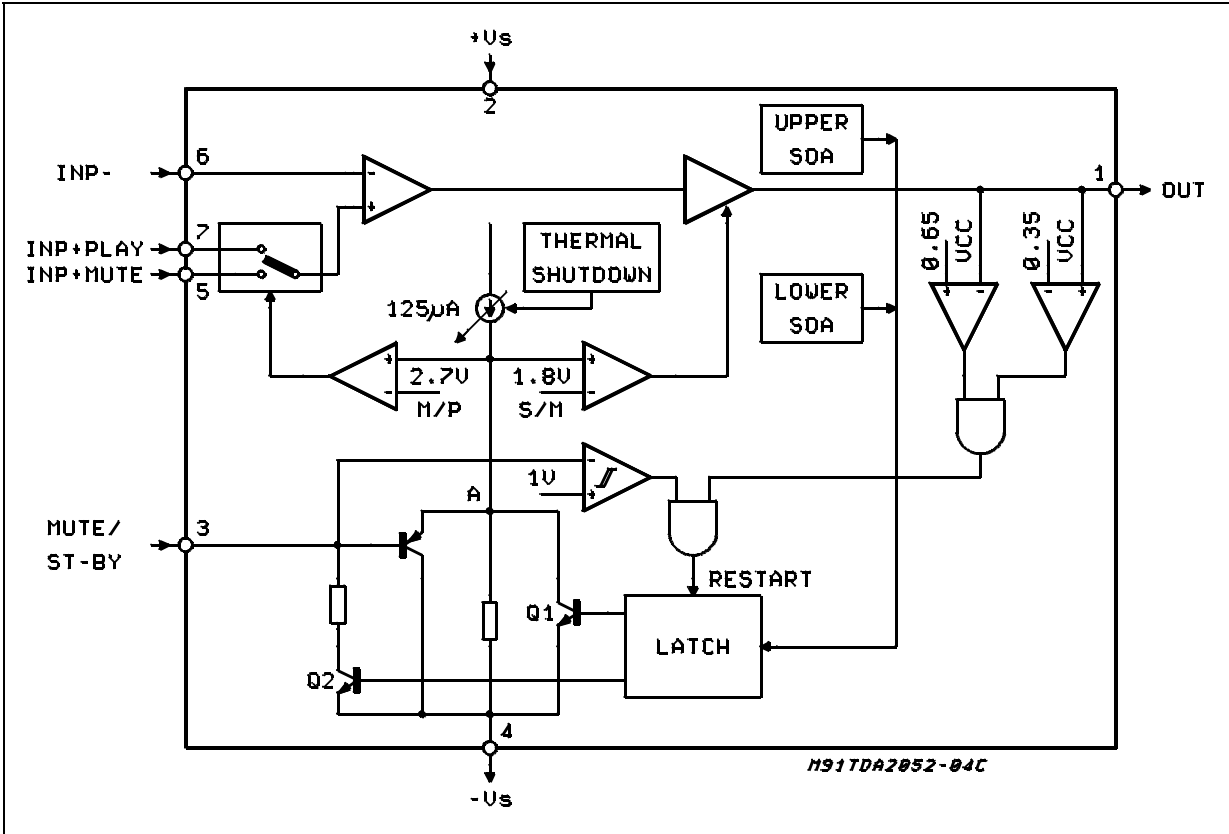 +Vs
2
UPPER
SOA
INP-
6
-
+
1
OUT
INP+PLAY
7
INP+MUTE
5
THERMAL
SHUTDOWN
0.65
VCC
0.35
VCC
+
-
-
+
LOWER
SOA
125µA
+
2.7V
-
M/P
+
1.8V
-
S/M
-
1V
+
A
MUTE/
ST-BY
3
RESTART
Q1
LATCH
Q2
4
-Vs
M91TDA2052-04C